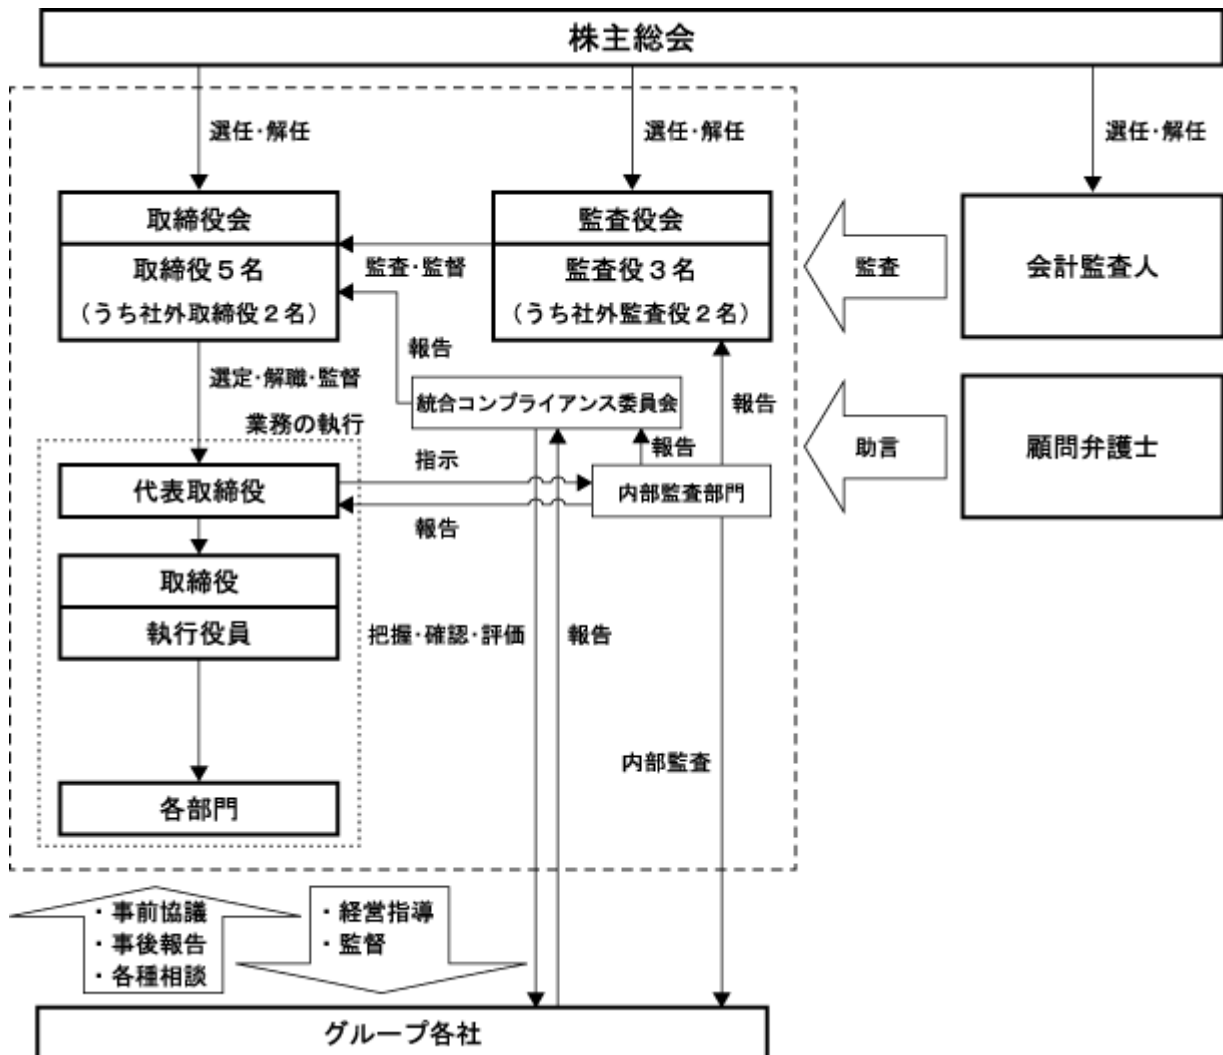 株主総会
選任・解任
選任・解任
選任・解任
取締役会
取締役５名
（うち社外取締役２名）
監査・監督
監査役会
監査役３名
（うち社外監査役２名）
監査
会計監査人
報告
選定・解職・監督
統合コンプライアンス委員会
報告
助言
顧問弁護士
業務の執行
指示
報告
代表取締役
内部監査部門
報告
取締役
執行役員
把握・確認・評価
報告
内部監査
各部門
・事前協議
・事後報告
・各種相談
・経営指導
・監督
グループ各社